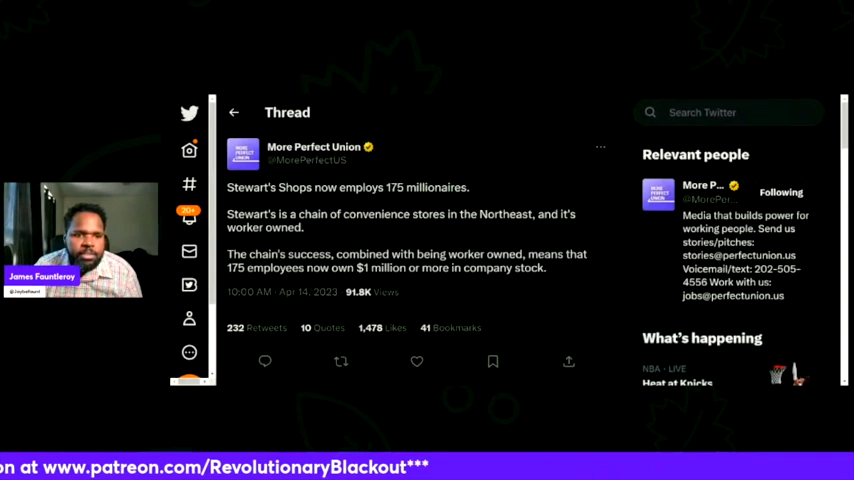 Thread
Search Twitter
More Perfect Union
@MorePerfectUS
Stewart's Shops now employs 175 millionaires.
Stewart's is a chain of convenience stores in the Northeast, and it's
worker owned.
The chain's success, combined with being worker owned, means that
175 employees now own $1 million or more in company stock.
10:00 AM · Apr 14, 2023 91.8K Views
232 Retweets 10 Quotes 1,478 Likes 41 Bookmarks
20+
Relevant people
More P...
@MorePer...
Following
Media that builds power for
working people. Send us
stories/pitches:
stories@perfectunion.us
Voicemail/text: 202-505-
4556 Work with us:
jobs@perfectunion.us
What's happening
NBA · LIVE
Heat at Knicks
James Fauntleroy
on at www.patreon.com/RevolutionaryBlackout***